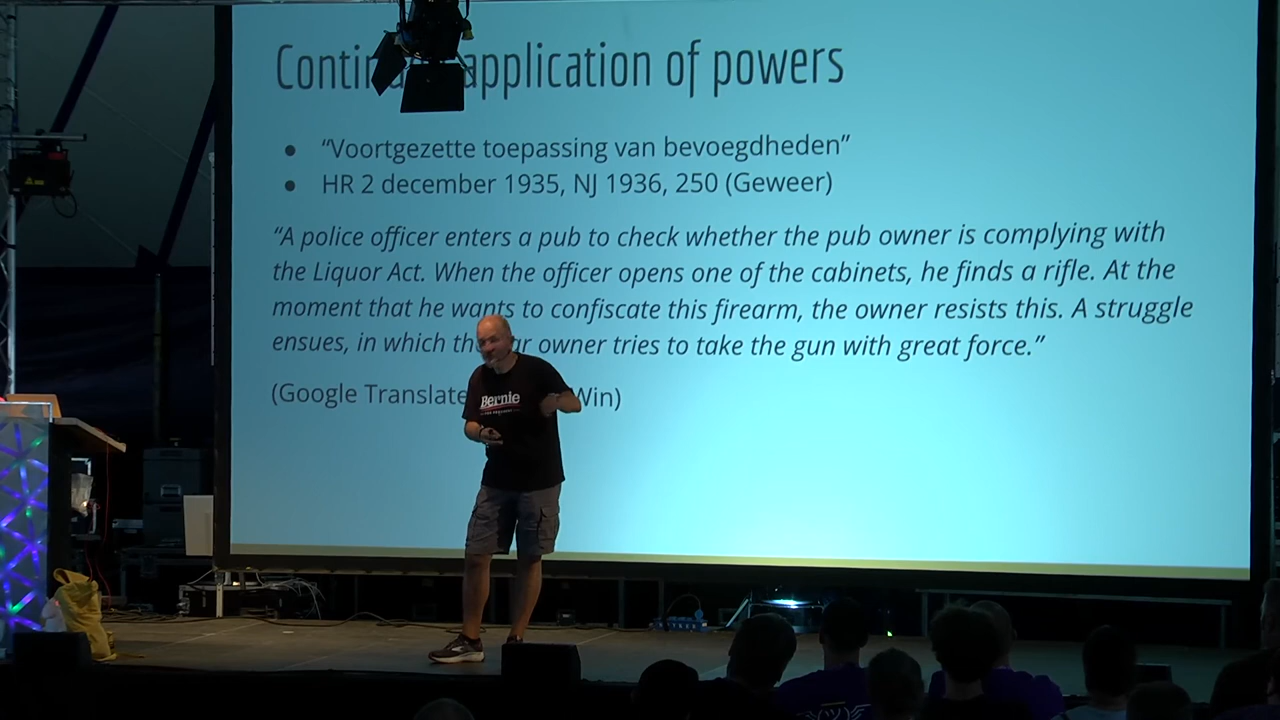 application of powers
“Voortgezette toepassing van bevoegdheden”
HR 2 december 1935, NJ 1936, 250 (Geweer)
“A police officer enters a pub to check whether the pub owner is complying with
the Liquor Act. When the officer opens one of the cabinets, he finds a rifle. At the
moment that he wants to confiscate this firearm, the owner resists this. A struggle
ensues, in which owner tries to take the gun with great force.”
(Google Translate Win)
Bernie